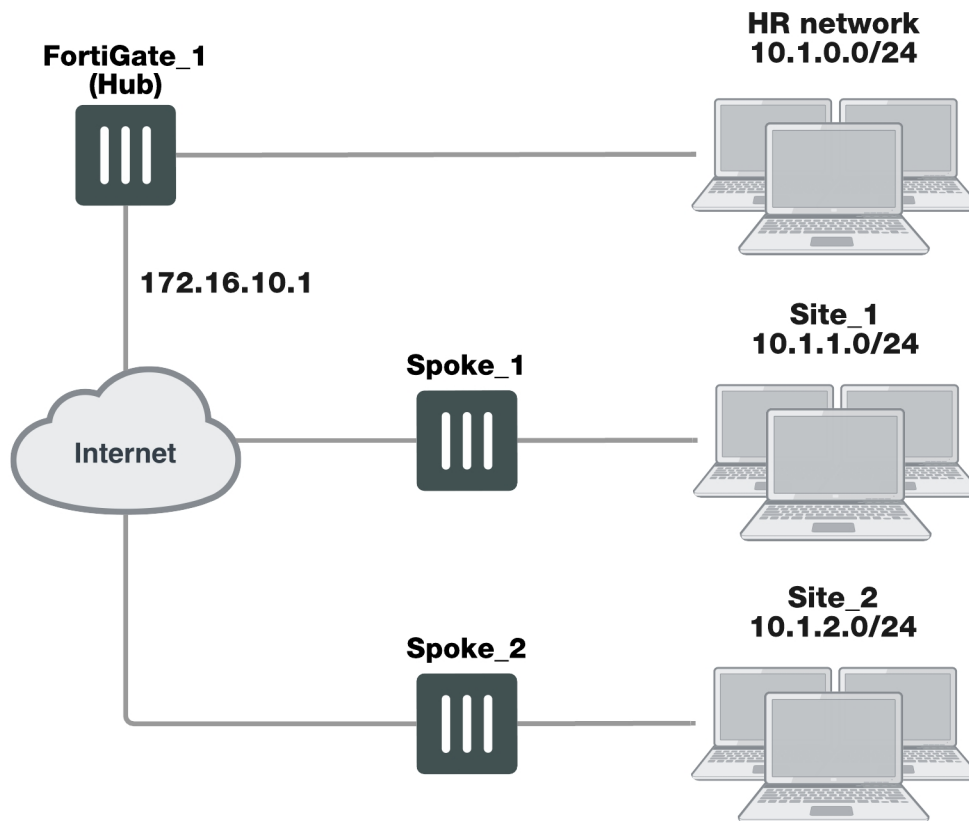 FortiGate_1
(Hub)
HR network
10.1.0.0/24
172.16.10.1
Site_1
10.1.1.0/24
Spoke_1
Internet
Site_2
10.1.2.0/24
Spoke_2